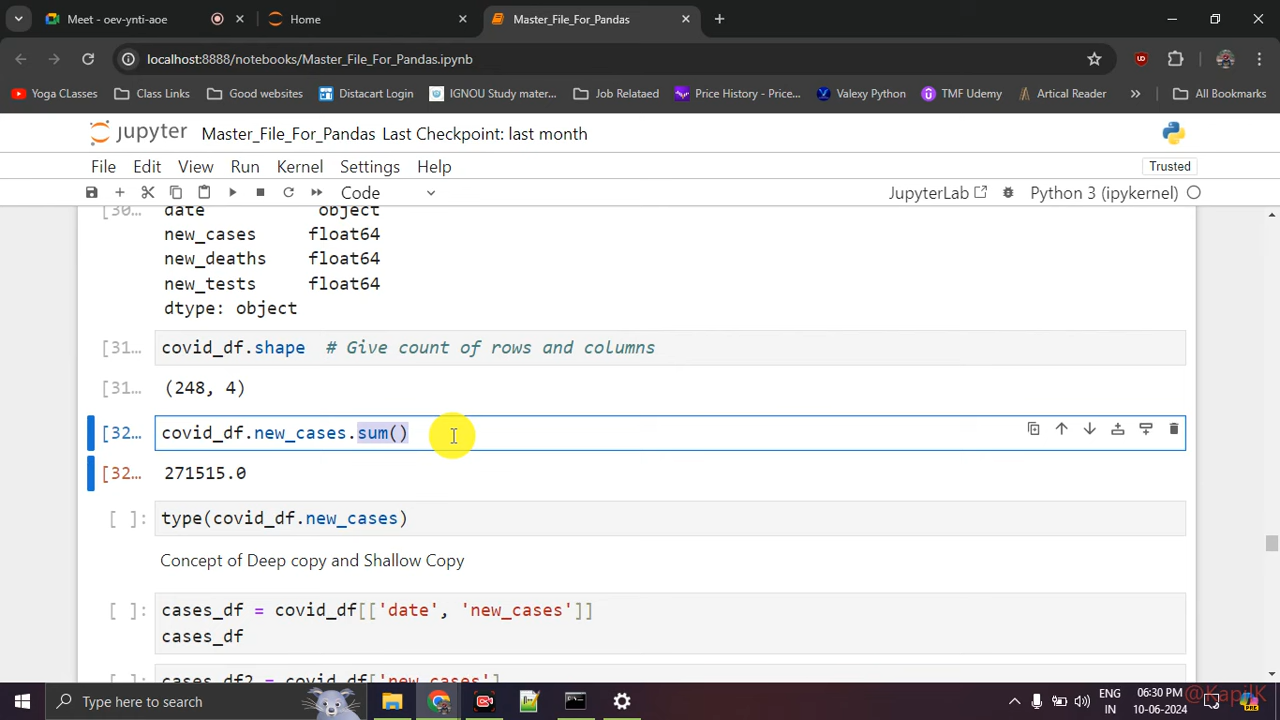 Meet - oev-ynti-aoe
Home
Master_File_For_Pandas
localhost:8888/notebooks/Master_File_For_Pandas.ipynb
Yoga CLasses
Class Links
Good websites
Distacart Login
IGNOU Study mater...
Job Relataed
Price History - Price...
Valexy Python
TMF Udemy
Artical Reader
»
All Bookmarks
jupyter Master_File_For_Pandas Last Checkpoint: last month
File Edit View Run Kernel Settings Help
Trusted
Code
JupyterLab
Python 3 (ipykernel)
[30... date object
new_cases float64
new_deaths float64
new_tests float64
dtype: object
[31... covid_df.shape # Give count of rows and columns
[31... (248, 4)
[32... covid_df.new_cases.sum()
[32... 271515.0
[ ]: type(covid_df.new_cases)
Concept of Deep copy and Shallow Copy
[ ]: cases_df = covid_df[['date', 'new_cases']]
cases_df
cases_df2 = covid_df['new_cases']
Type here to search
ENG
IN
06:30 PM
10-06-2024
@KapilK